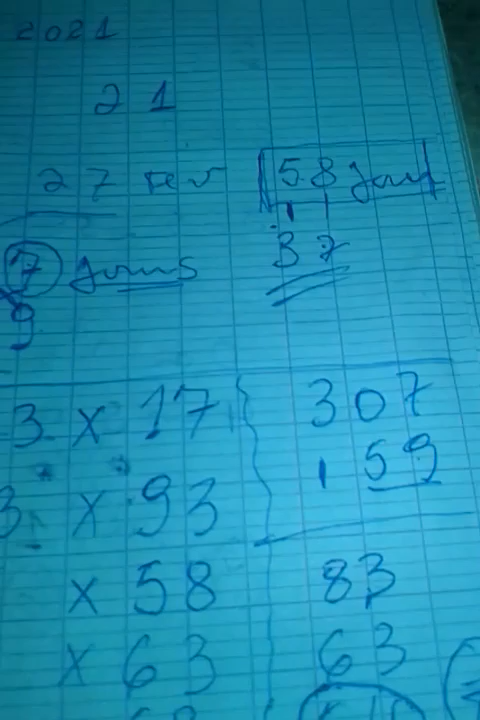 2021
21
27 fev 58 jours
37
7 jours
9
3 x 17 307
3 x 93 159
x 58 83
x 63 63